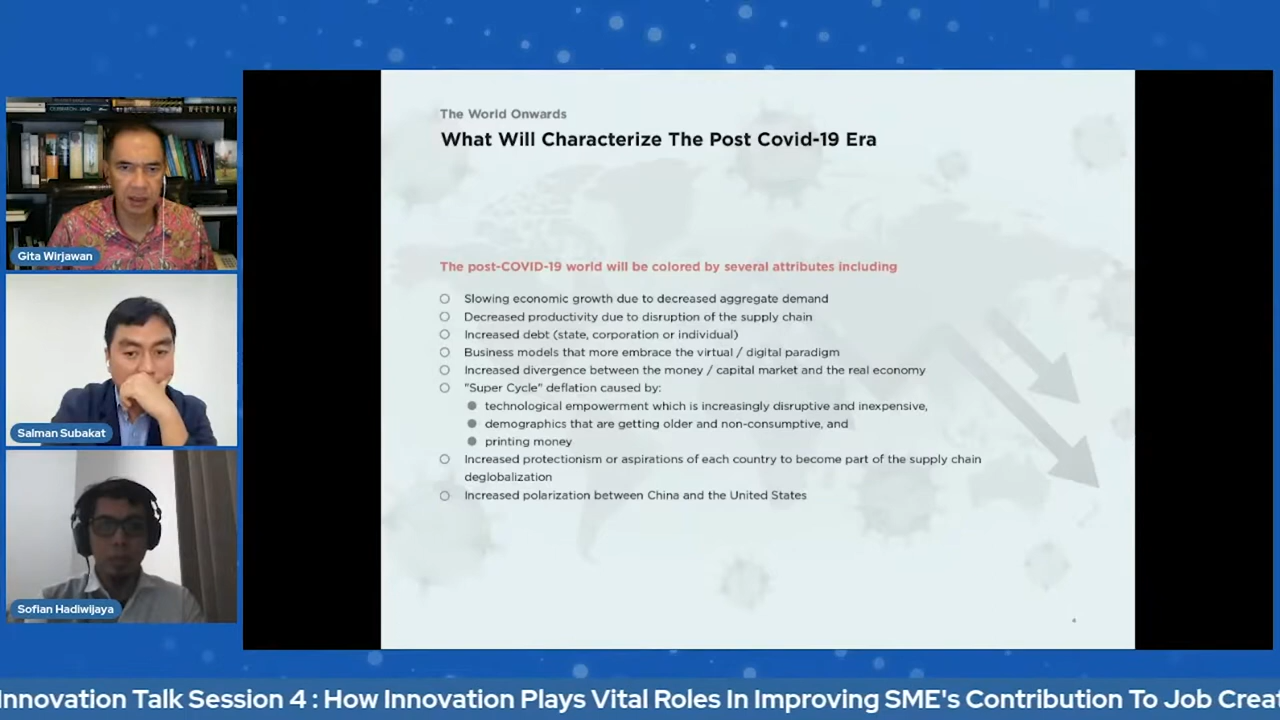 The World Onwards
What Will Characterize The Post Covid-19 Era
The post-COVID-19 world will be colored by several attributes including
Slowing economic growth due to decreased aggregate demand
Decreased productivity due to disruption of the supply chain
Increased debt (state, corporation or individual)
Business models that more embrace the virtual / digital paradigm
Increased divergence between the money / capital market and the real economy
"Super Cycle" deflation caused by:
technological empowerment which is increasingly disruptive and inexpensive,
demographics that are getting older and non-consumptive, and
printing money
Increased protectionism or aspirations of each country to become part of the supply chain
deglobalization
Increased polarization between China and the United States
Gita Wirjawan
Salman Subakat
Sofian Hadiwijaya
Innovation Talk Session 4 : How Innovation Plays Vital Roles In Improving SME's Contribution To Job Creat